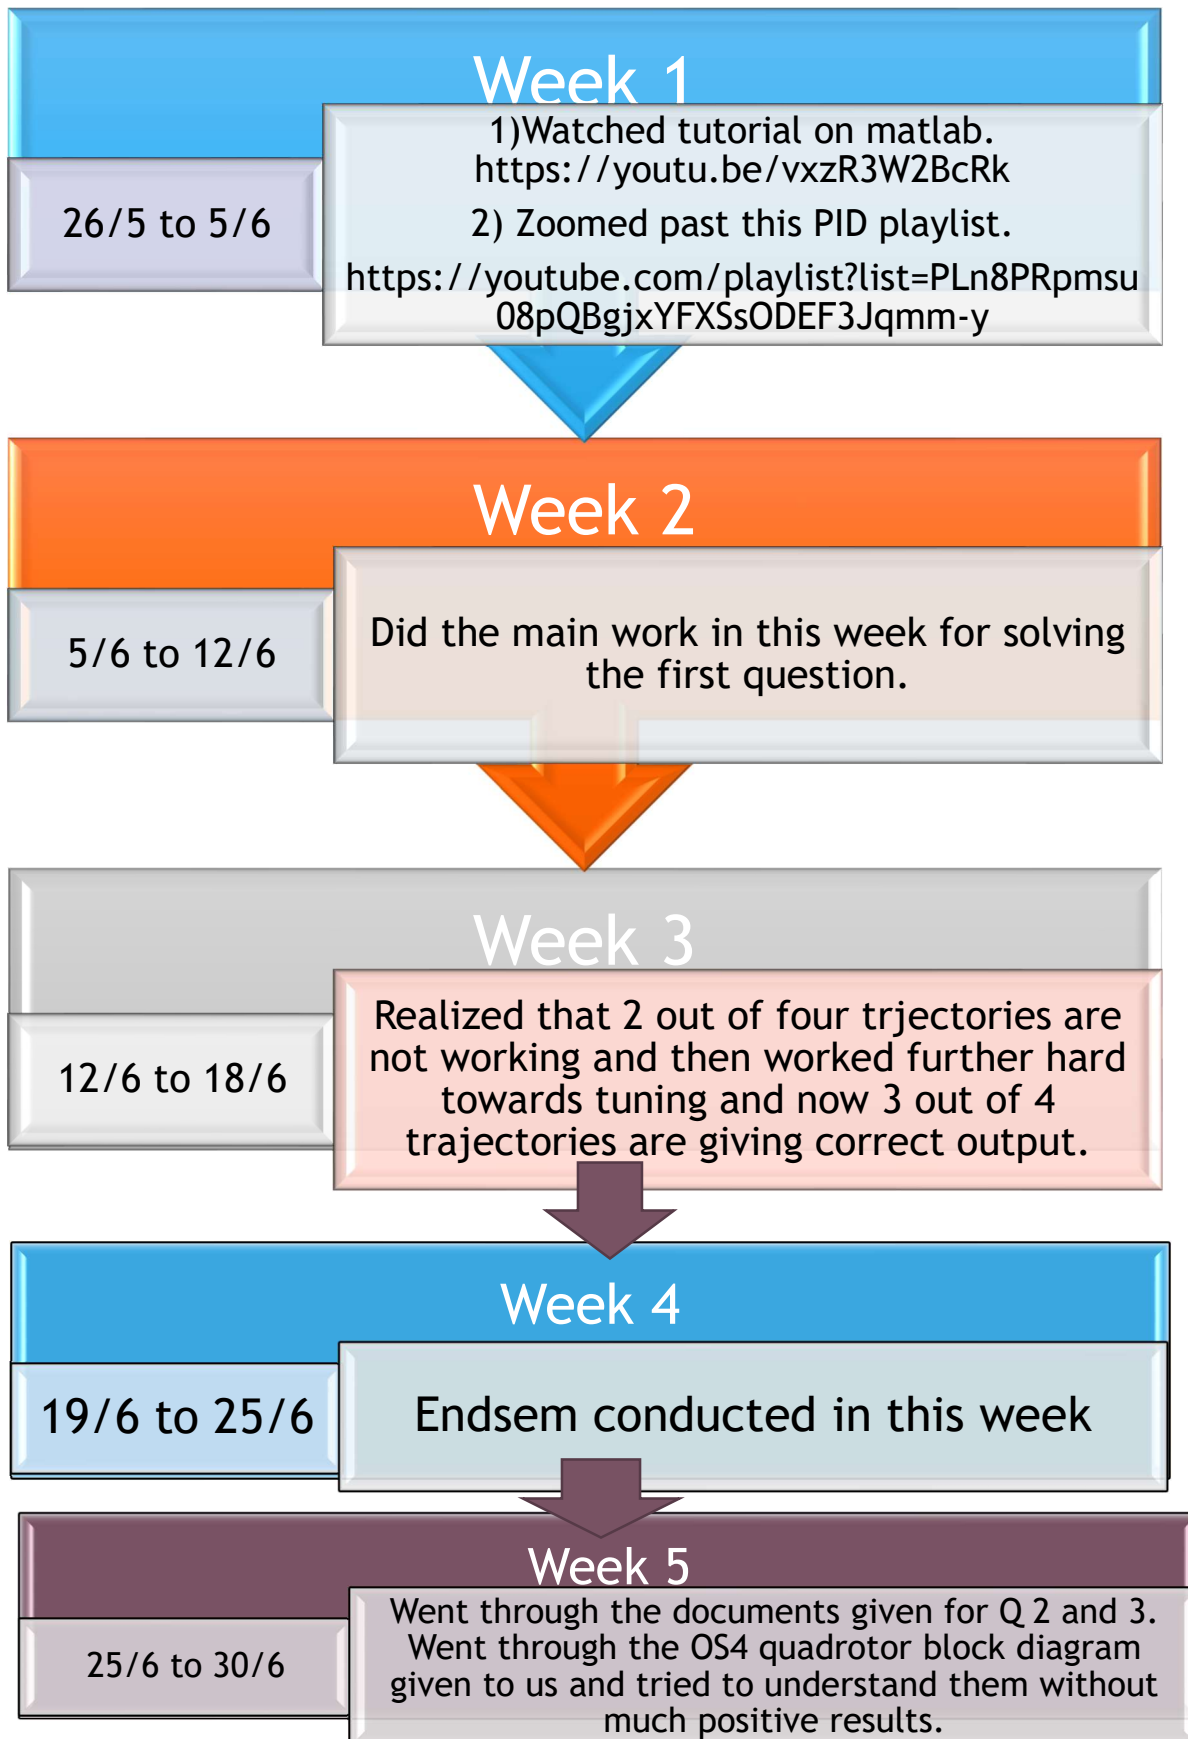 Week 1
1)Watched tutorial on matlab.
https://youtu.be/vxzR3W2BcRk
26/5 to 5/6
2) Zoomed past this PID playlist.
https://youtube.com/playlist?list=PLn8PRpmsu
08pQBgjxYFXSsODEF3Jqmm-y
Week 2
5/6 to 12/6
Did the main work in this week for solving
the first question.
Week 3
12/6 to 18/6
Realized that 2 out of four trjectories are
not working and then worked further hard
towards tuning and now 3 out of 4
trajectories are giving correct output.
Week 4
19/6 to 25/6
Endsem conducted in this week
Week 5
25/6 to 30/6
Went through the documents given for Q 2 and 3.
Went through the OS4 quadrotor block diagram
given to us and tried to understand them without
much positive results.